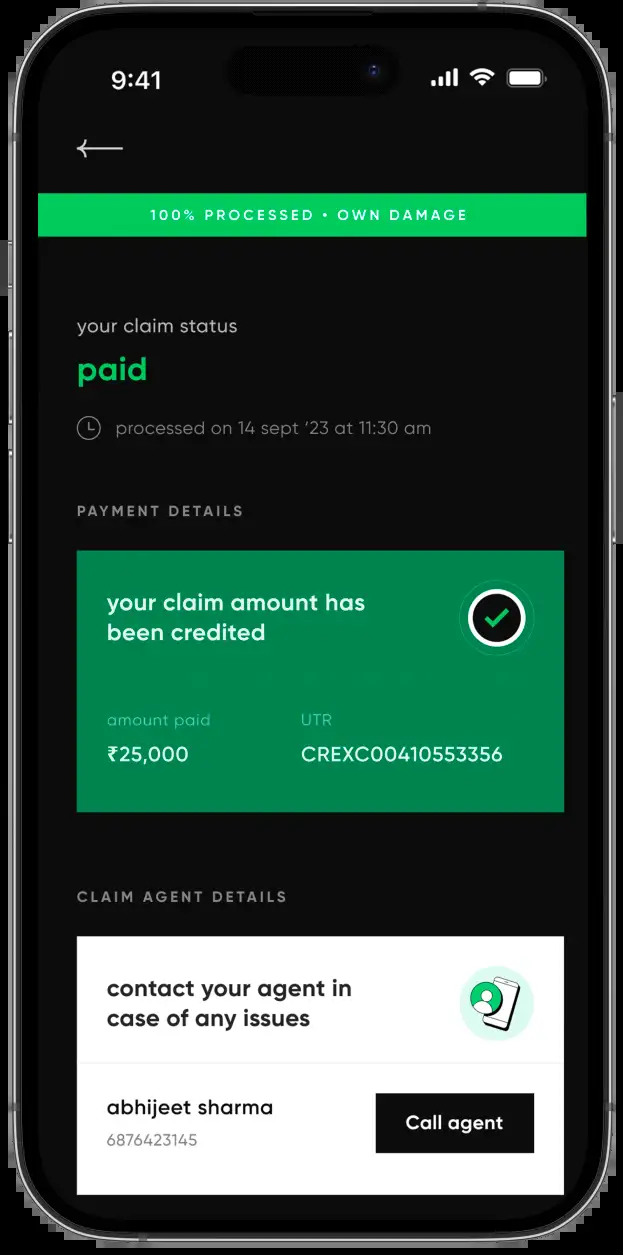 9:41
100% PROCESSED • OWN DAMAGE
your claim status
paid
processed on 14 sept ‘23 at 11:30 am
PAYMENT DETAILS
your claim amount has
been credited
amount paid UTR
₹25,000 CREXC00410553356
CLAIM AGENT DETAILS
contact your agent in
case of any issues
abhijeet sharma
6876423145
Call agent